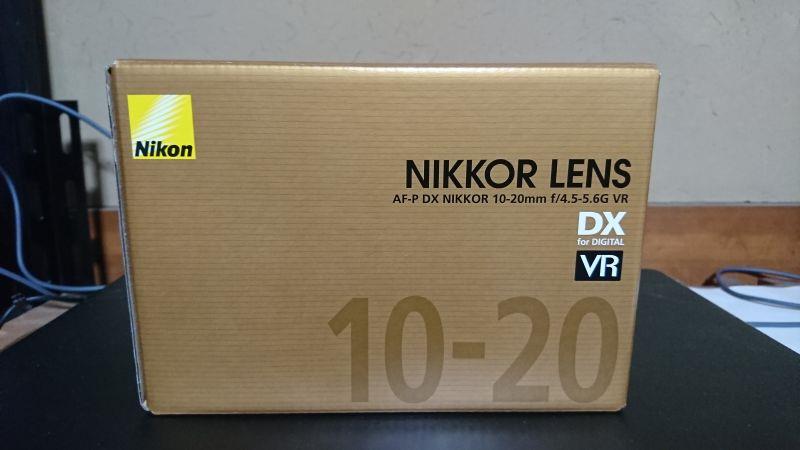 Nikon
NIKKOR LENS
AF-P DX NIKKOR 10-20mm f/4.5-5.6G VR
DX
for DIGITAL
VR
10-20